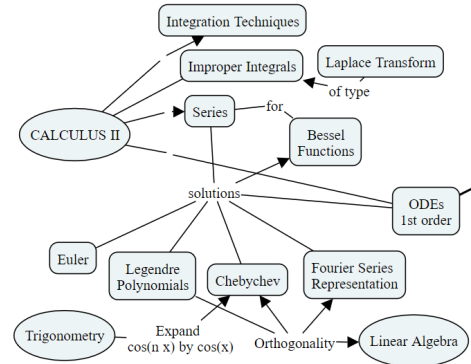 Integration Techniques
Improper Integrals
Laplace Transform
of type
Series
for
CALCULUS II
Bessel
Functions
solutions
ODEs
1st order
Euler
Legendre
Polynomials
Chebychev
Fourier Series
Representation
Trigonometry
Expand
cos(n x) by cos(x)
Orthogonality
Linear Algebra